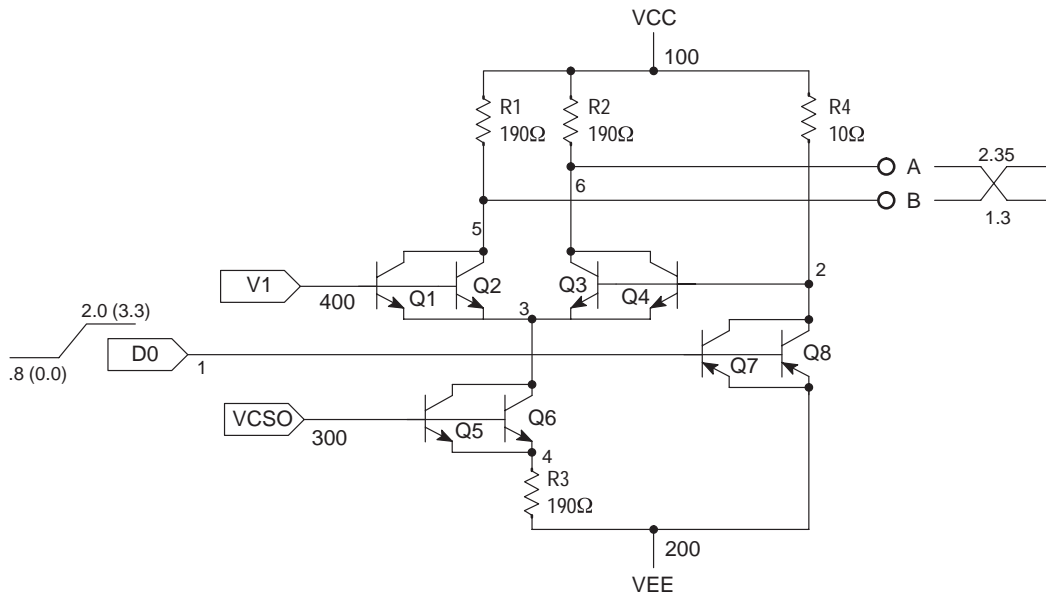 VCC
100
R1
190Ω
R2
190Ω
R4
10Ω
A
2.35
6
B
1.3
5
V1
400
Q1
Q2
Q3
Q4
2
3
2.0 (3.3)
.8 (0.0)
D0
1
Q7
Q8
VCSO
300
Q5
Q6
4
R3
190Ω
200
VEE